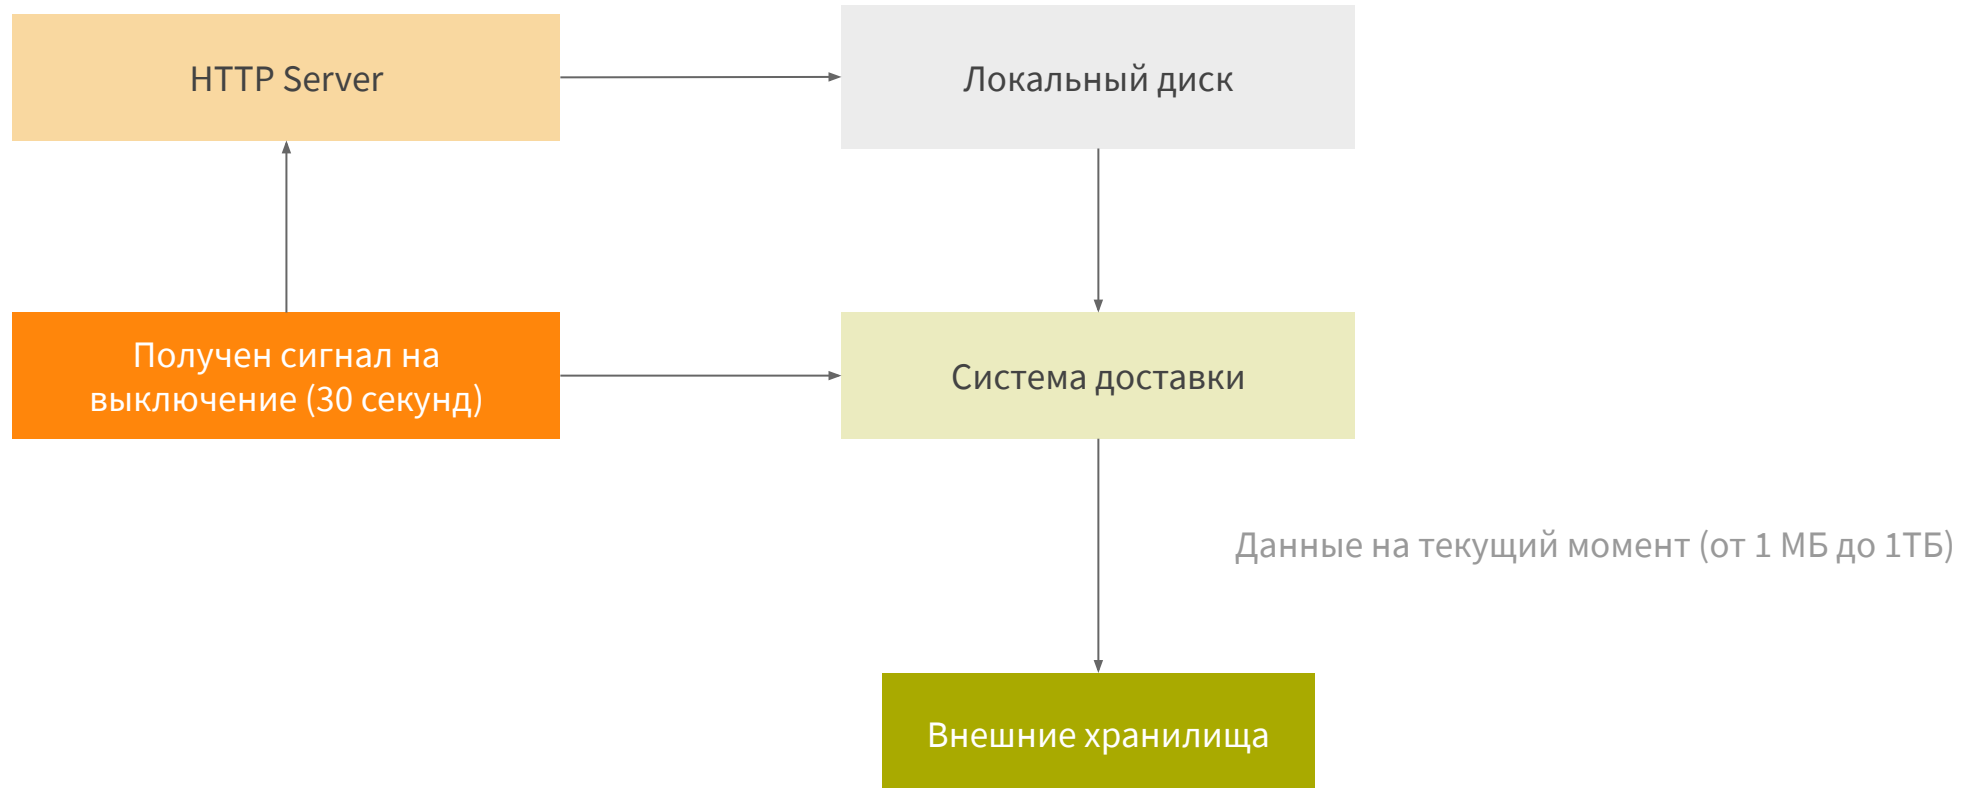 HTTP Server
Локальный диск
Получен сигнал на
выключение (30 секунд)
Система доставки
Данные на текущий момент (от 1 МБ до 1ТБ)
Внешние хранилища